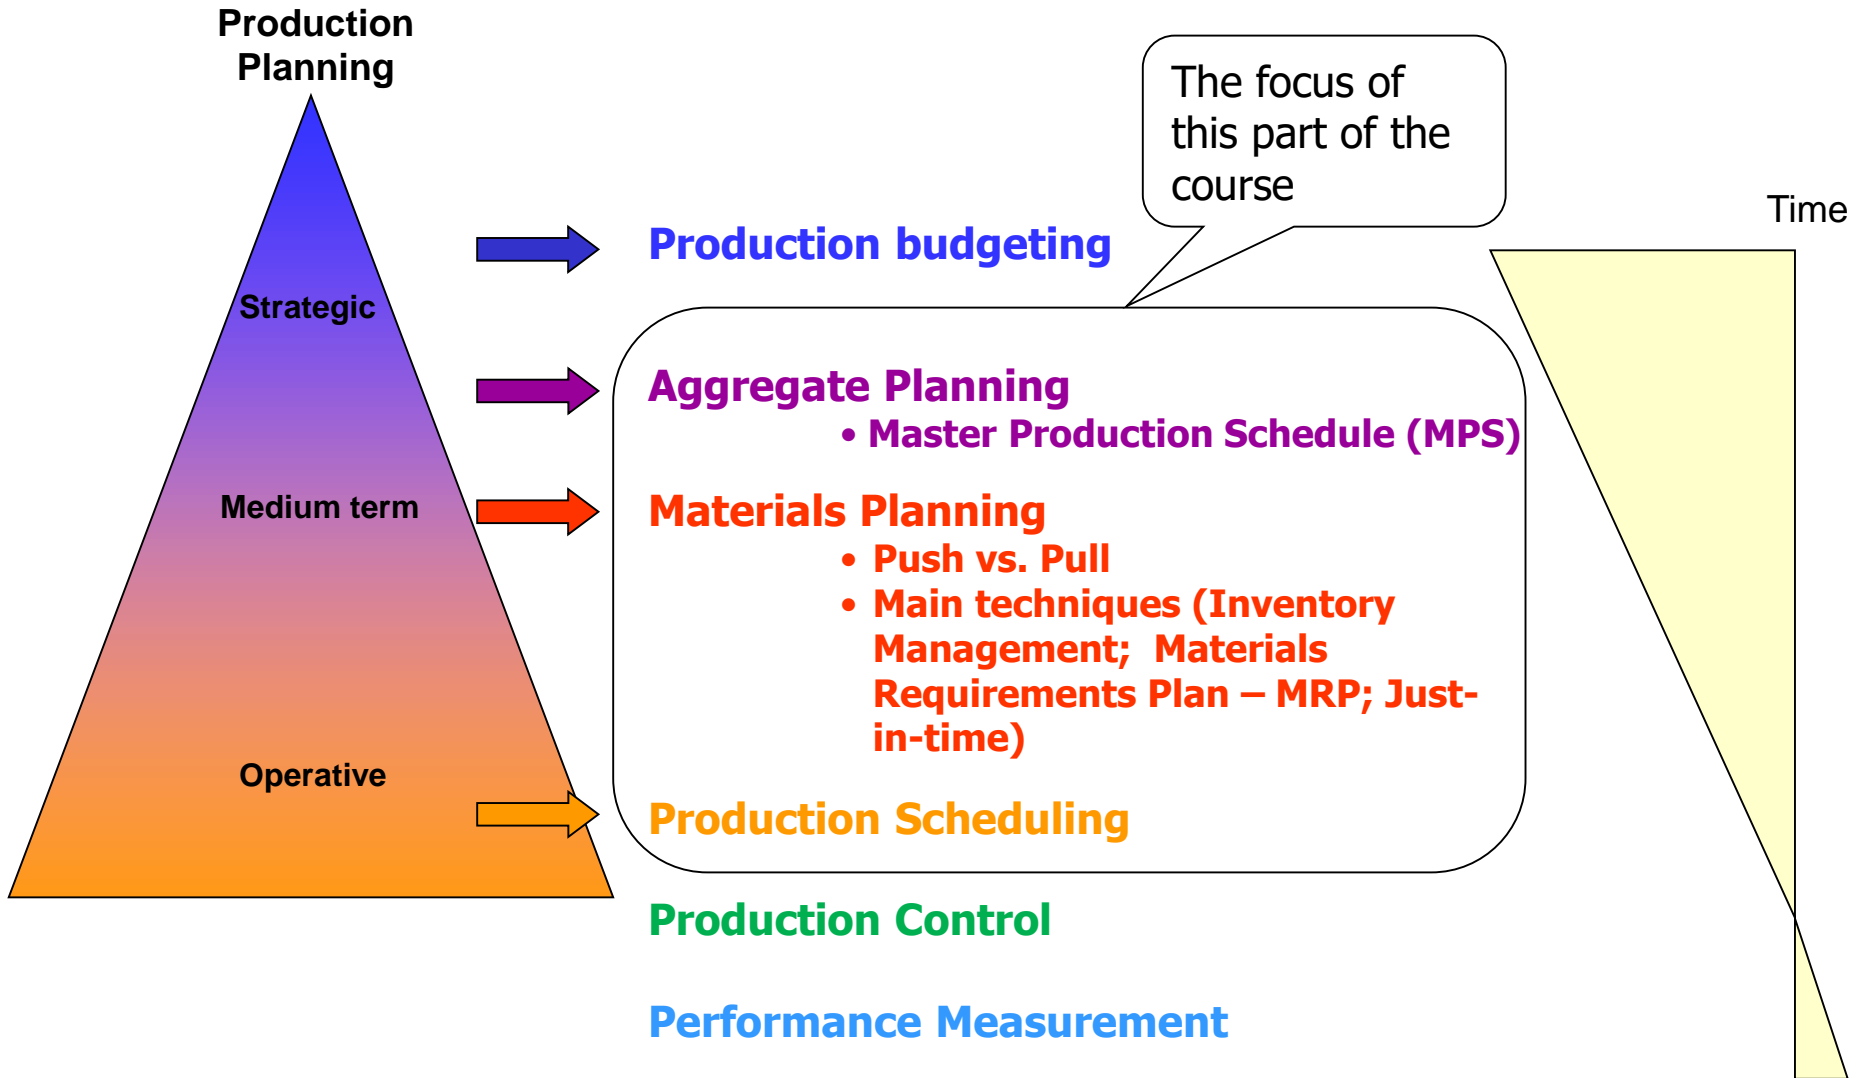 Production
Planning
The focus of
this part of the
course
Time
Production budgeting
Strategic
Aggregate Planning
• Master Production Schedule (MPS)
Medium term
Materials Planning
• Push vs. Pull
• Main techniques (Inventory
Management;  Materials
Requirements Plan – MRP; Just-
in-time)
Operative
Production Scheduling
Production Control
Performance Measurement